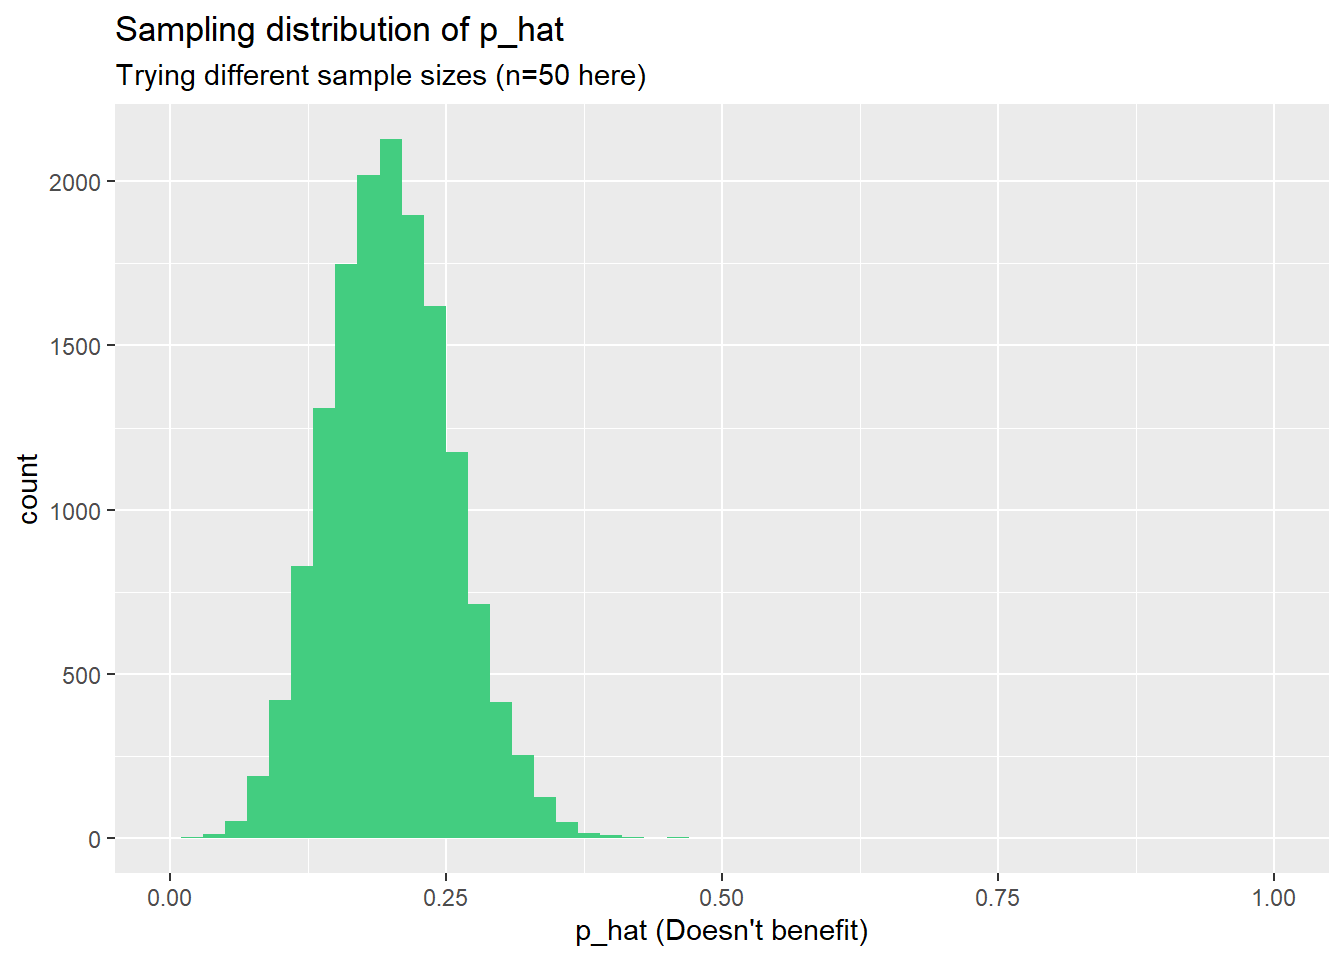 Sampling distribution of p_hat
Trying different sample sizes (n=50 here)
2000
1500
1000
500
0
count
0.00 0.25 0.50 0.75 1.00
p_hat (Doesn't benefit)